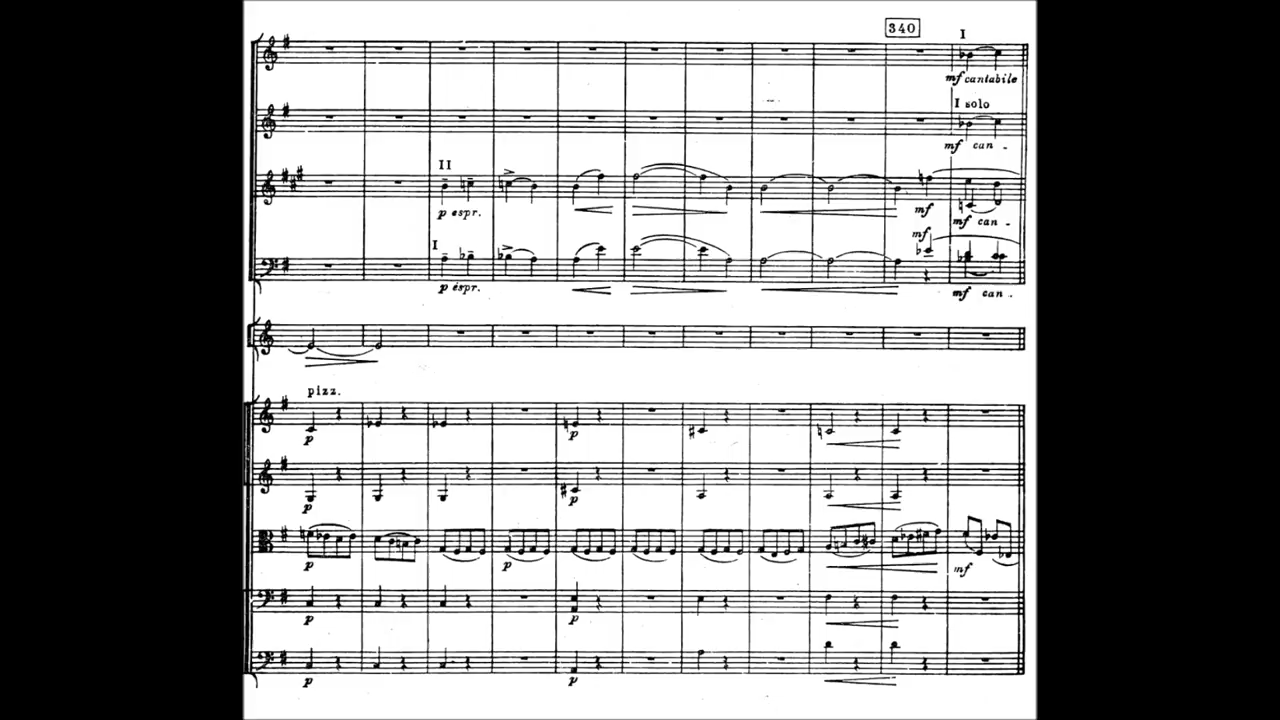 340
I
mf cantabile
I solo
mf can -
II
p espr.
mf
mf can -
mf
I
p espr.
mf can -
pizz.
p
p
p
p
p
p
mf
p
p
p
p